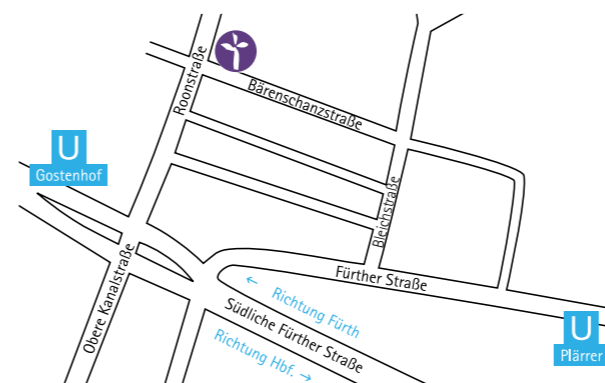 Roonstraße
Bärenschanzstraße
U
Gostenhof
Bleichstraße
Obere Kanalstraße
Fürther Straße
← Richtung Fürth
Südliche Fürther Straße
Richtung Hbf. →
U
Plärrer